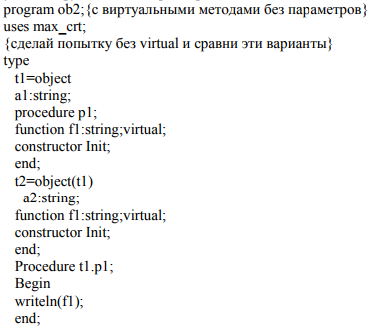 program ob2;{с виртуальными методами без параметров}
uses max_crt;
{сделай попытку без virtual и сравни эти варианты}
type
t1=object
a1:string;
procedure p1;
function f1:string;virtual;
constructor Init;
end;
t2=object(t1)
a2:string;
function f1:string;virtual;
constructor Init;
end;
Procedure t1.p1;
Begin
writeln(f1);
end;